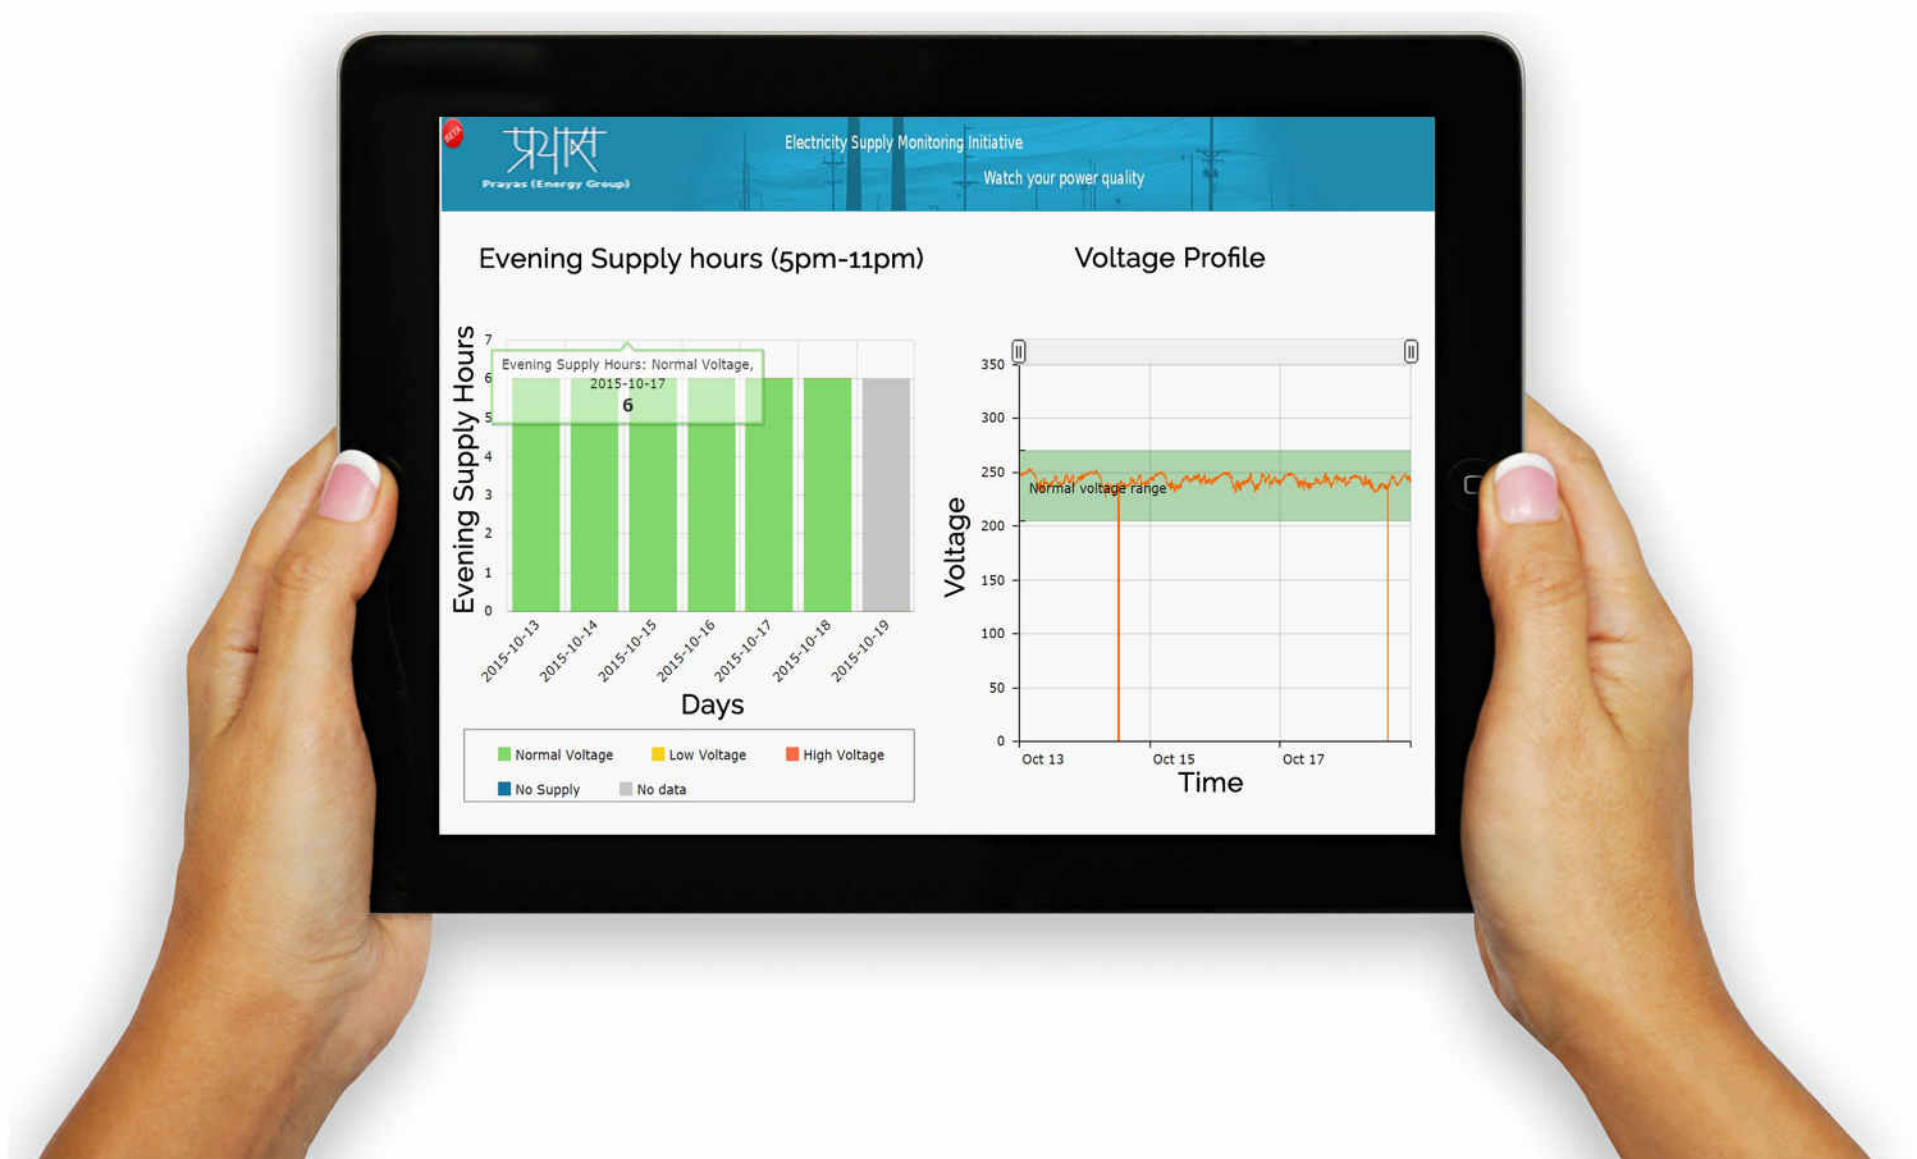 BETA
प्रयास
Prayas (Energy Group)
Electricity Supply Monitoring Initiative
Watch your power quality
Evening Supply hours (5pm-11pm)
Evening Supply Hours
7
6
5
4
3
2
1
0
Evening Supply Hours: Normal Voltage,
2015-10-17
6
2015-10-13
2015-10-14
2015-10-15
2015-10-16
2015-10-17
2015-10-18
2015-10-19
Days
Normal Voltage
Low Voltage
High Voltage
No Supply
No data
Voltage Profile
Voltage
350
300
250
200
150
100
50
0
Normal voltage range
Oct 13
Oct 15
Oct 17
Time